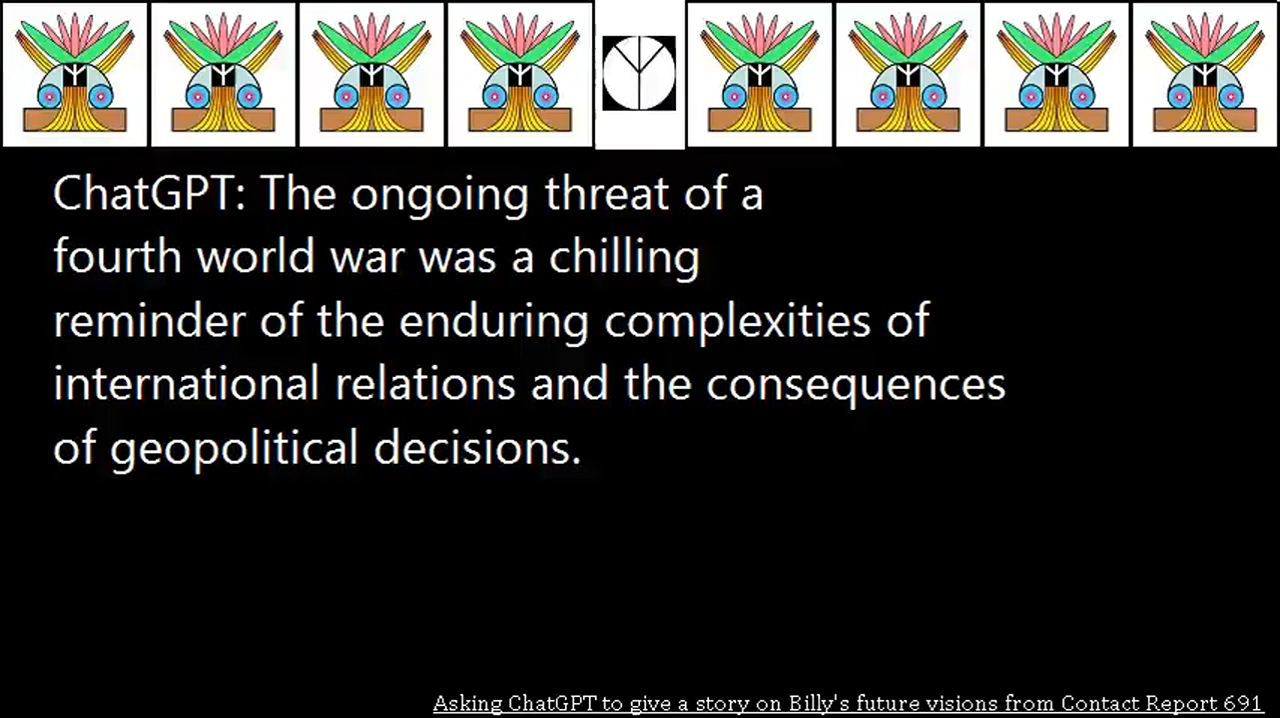 ChatGPT: The ongoing threat of a
fourth world war was a chilling
reminder of the enduring complexities of
international relations and the consequences
of geopolitical decisions.
Asking ChatGPT to give a story on Billy's future visions from Contact Report 691